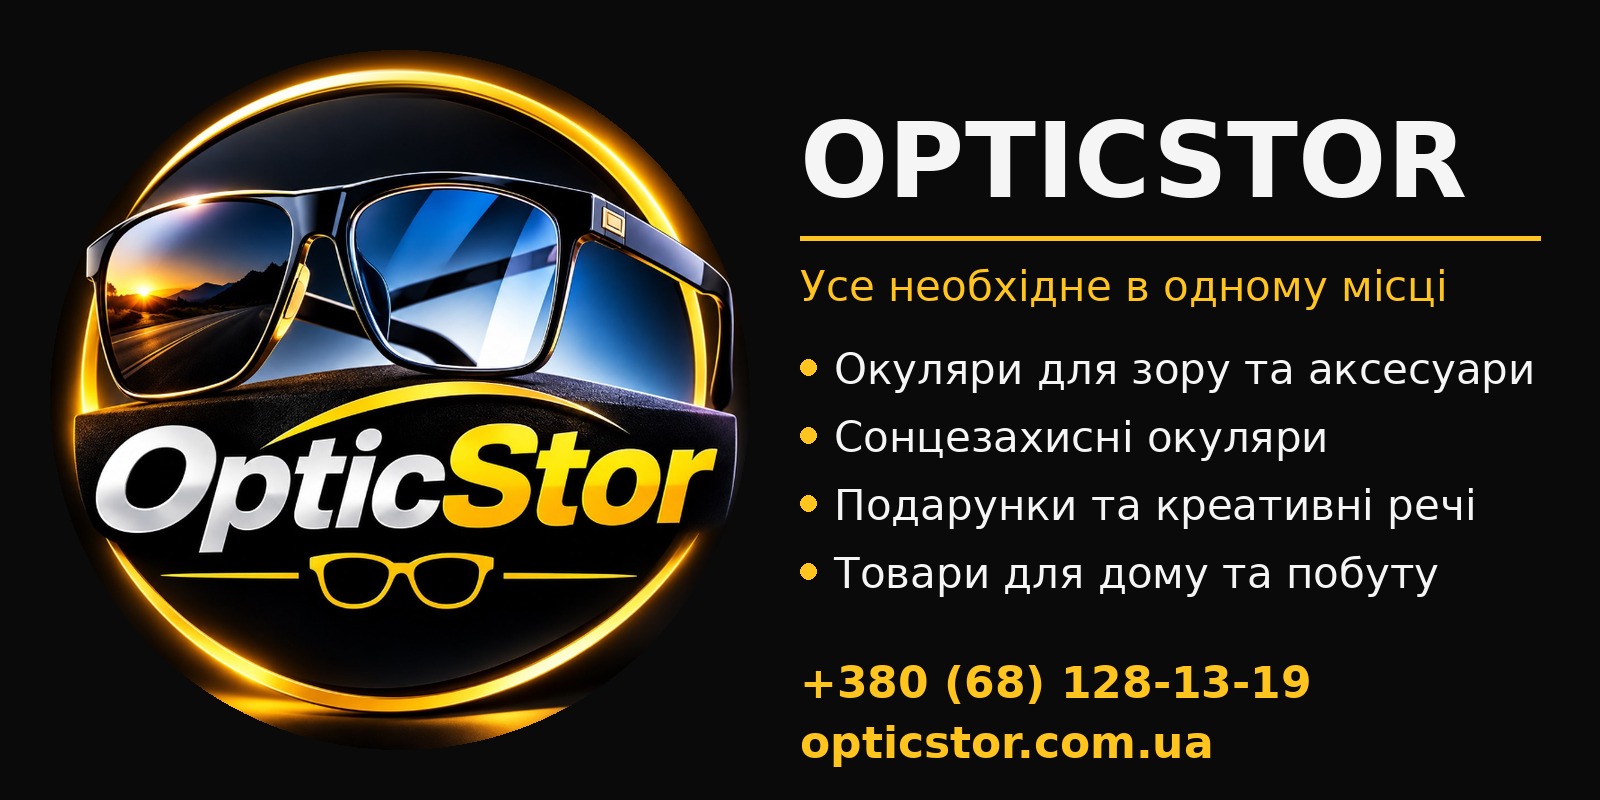 OpticStor
OPTICSTOR
Усе необхідне в одному місці
• Окуляри для зору та аксесуари
• Сонцезахисні окуляри
• Подарунки та креативні речі
• Товари для дому та побуту
+380 (68) 128-13-19
opticstor.com.ua